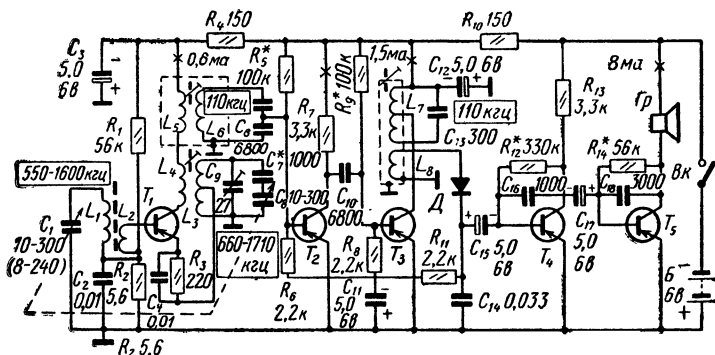 R₄ 150
R₁₀ 150
C₃
5,0
6в
0,6ма
R₅*
100к
1,5ма
C₁₂ 5,0 6в
8ма
R₁
56к
L₅
110 кгц
L₆
C₆
6800
R₇
3,3к
R₉* 100к
L₇
110 кгц
R₁₃
3,3к
Гр
550-1600 кгц
L₄
C₉
27
C₇*
1000
C₁₃ 300
L₈
R₁₂* 330к
R₁₄* 56к
Вк
C₁
10-300
(8-240)
L₁
L₂
T₁
L₃
C₈ 10-300
C₁₀
6800
Д
C₁₆
1000
C₁₈
3000
C₂
0,01
R₂
5,6
R₃
220
C₄
0,01
660-1710
кгц
T₂
R₈
2,2к
T₃
R₁₁
2,2к
C₁₅
5,0
6в
T₄
C₁₇
5,0
6в
T₅
R₆
2,2к
C₁₁
5,0
6в
C₁₄ 0,033
Б
6в
R₂ 5,6